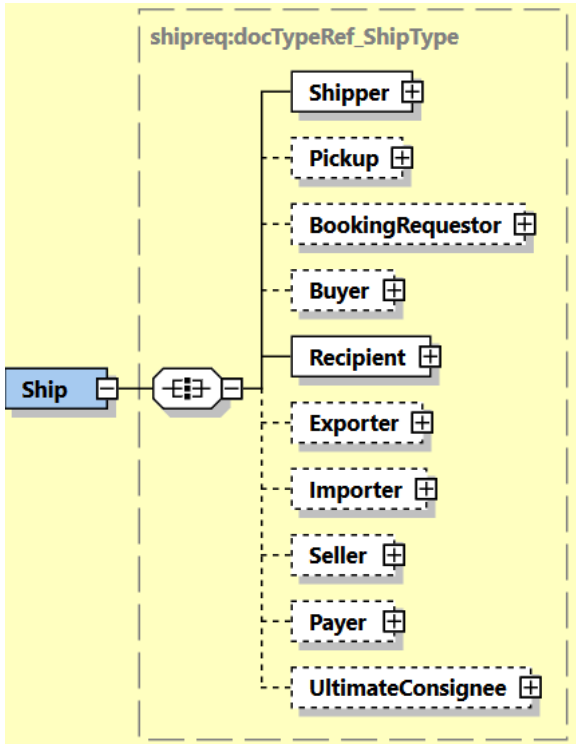 shipreq:docTypeRef_ShipType
Shipper
Pickup
BookingRequestor
Buyer
Recipient
Ship
Exporter
Importer
Seller
Payer
UltimateConsignee